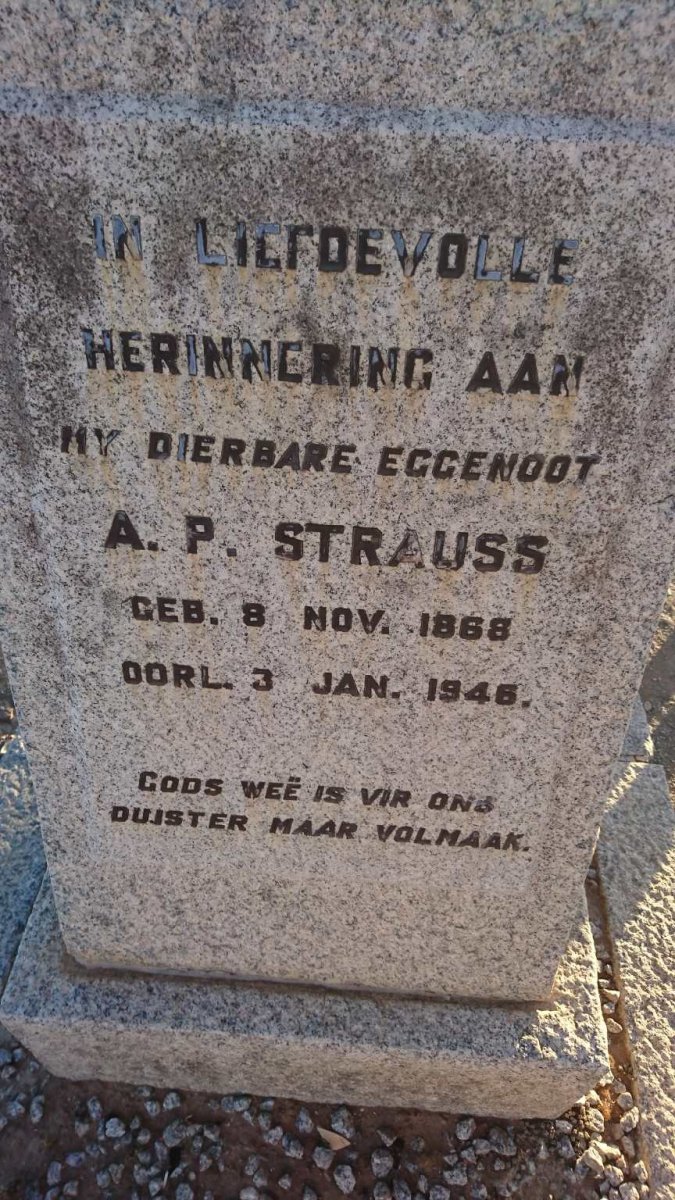 IN LIEFDEVOLLE
HERINNERING AAN
MY DIERBARE EGGENOOT
A. P. STRAUSS
GEB. 8 NOV. 1868
OORL. 3 JAN. 1946.
GODS WEË IS VIR ONS
DUISTER MAAR VOLMAAK.